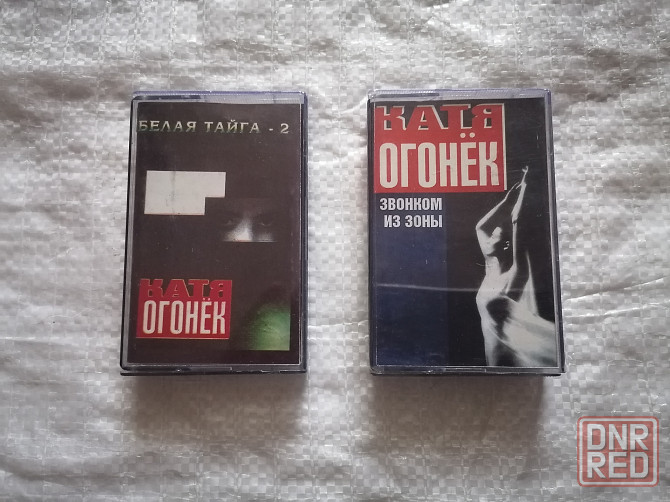 БЕЛАЯ ТАЙГА - 2
КАТЯ
ОГОНЁК
КАТЯ
ОГОНЁК
ЗВОНКОМ
ИЗ ЗОНЫ
DNR
RED